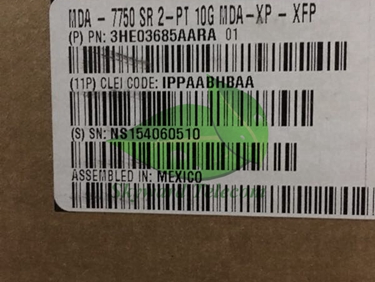 MDA - 7750 SR 2-PT 10G MDA-XP - XFP
(P) PN: 3HE03685AARA 01
(11P) CLEI CODE: IPPAABHBAA
(S) SN: NS154060510
ASSEMBLED IN: MEXICO
Telecom